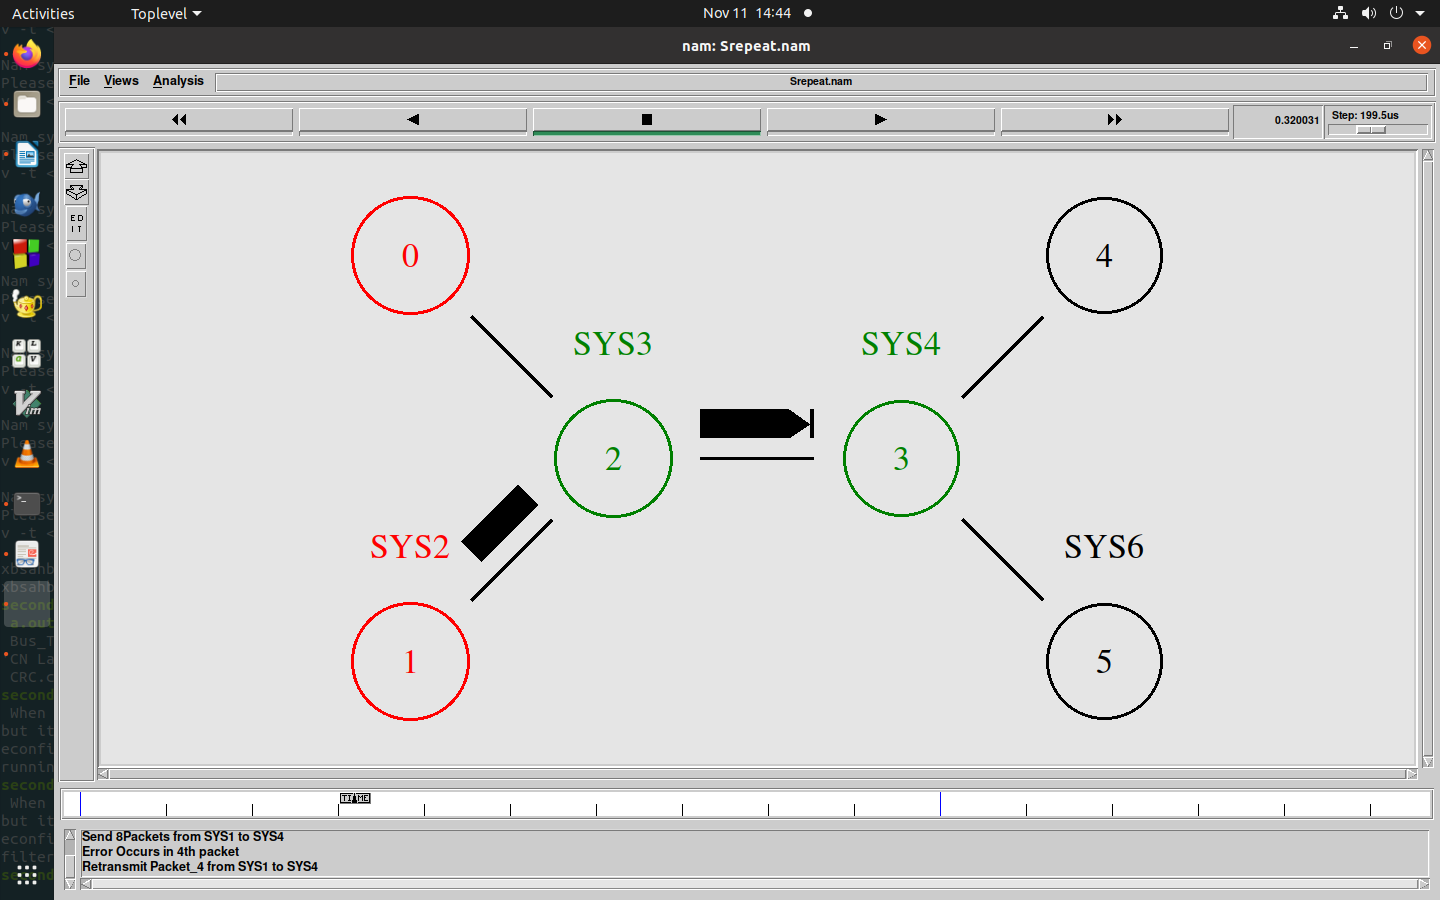 Activities
Toplevel
Nov 11 14:44
nam: Srepeat.nam
File Views Analysis
Srepeat.nam
0.320031
Step: 199.5us
ED
IT
0
4
SYS3
SYS4
2
3
SYS2
SYS6
1
5
TIME
Send 8Packets from SYS1 to SYS4
Error Occurs in 4th packet
Retransmit Packet_4 from SYS1 to SYS4